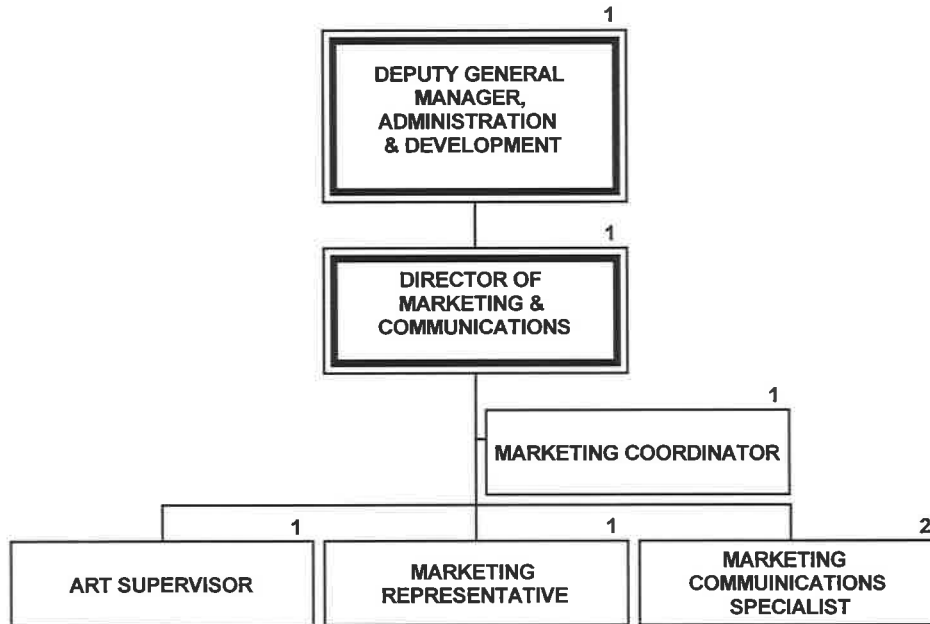 1
DEPUTY GENERAL
MANAGER,
ADMINISTRATION
& DEVELOPMENT
1
DIRECTOR OF
MARKETING &
COMMUNICATIONS
1
MARKETING COORDINATOR
1
ART SUPERVISOR
1
MARKETING
REPRESENTATIVE
2
MARKETING
COMMUINICATIONS
SPECIALIST